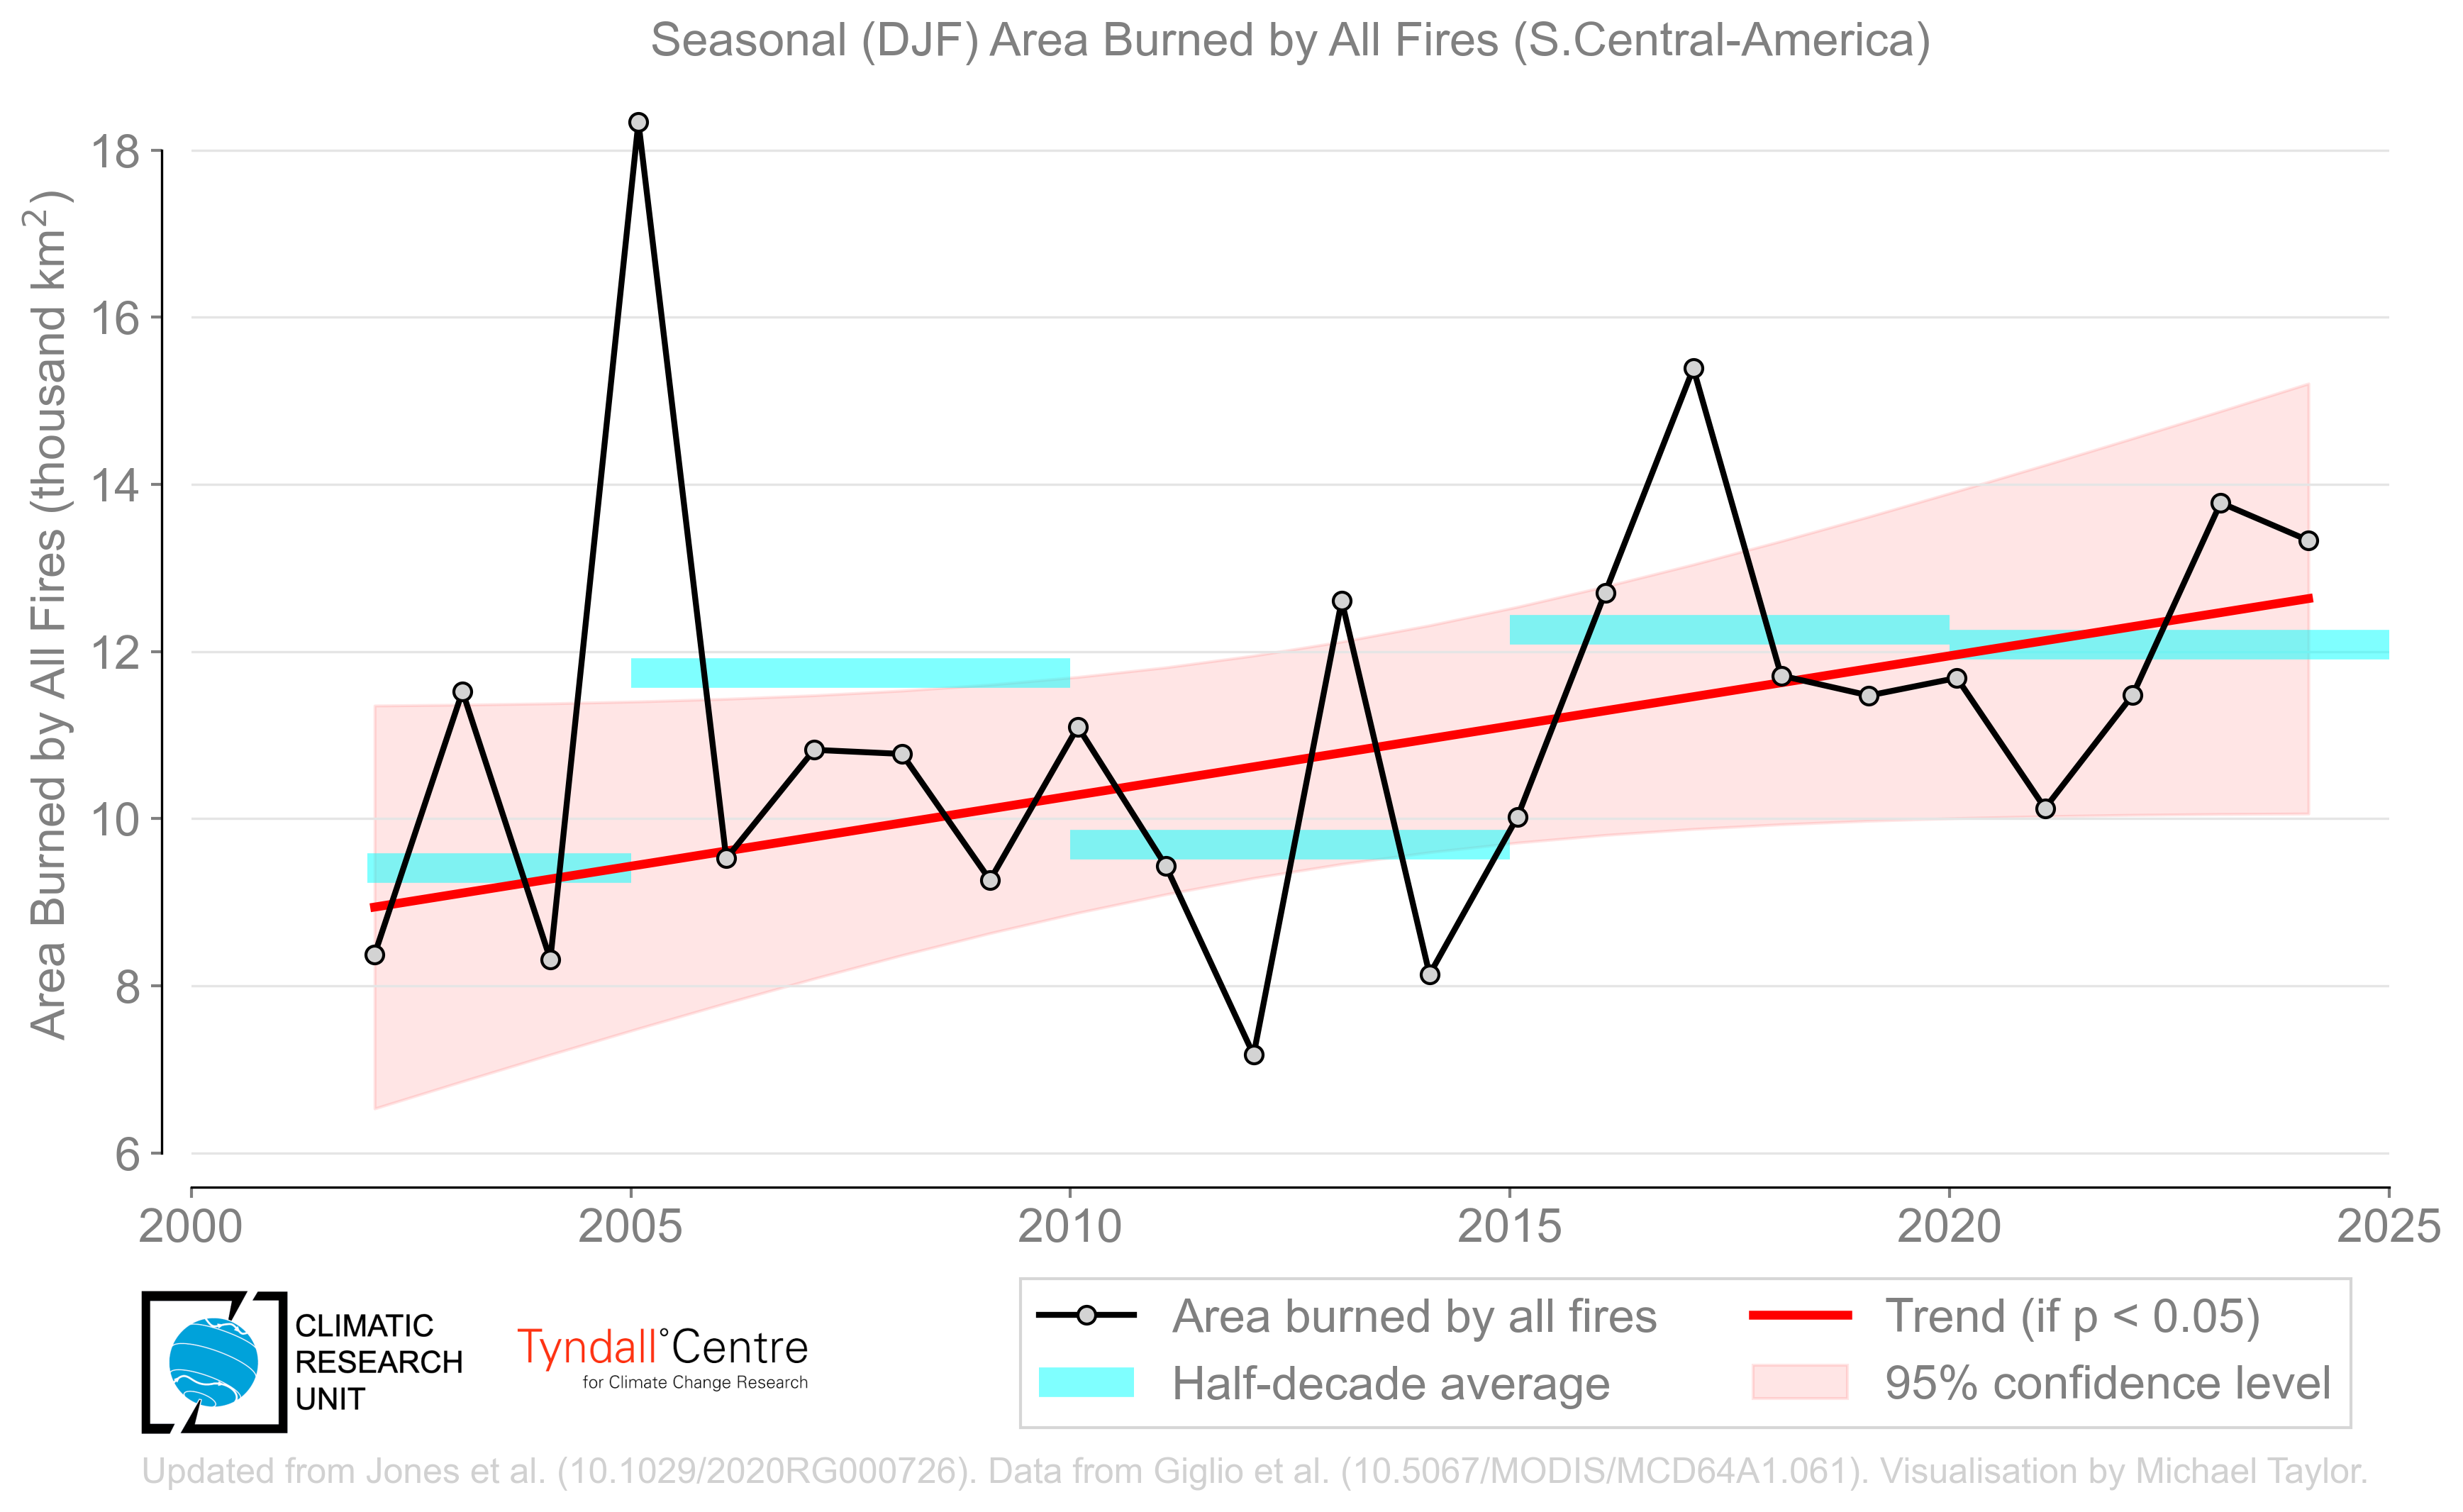 Seasonal (DJF) Area Burned by All Fires (S.Central-America)
Area Burned by All Fires (thousand km²)
18
16
14
12
10
8
6
2000
2005
2010
2015
2020
2025
CLIMATIC
RESEARCH
UNIT
Tyndall°Centre
for Climate Change Research
Area burned by all fires
Half-decade average
Trend (if p < 0.05)
95% confidence level
Updated from Jones et al. (10.1029/2020RG000726). Data from Giglio et al. (10.5067/MODIS/MCD64A1.061). Visualisation by Michael Taylor.